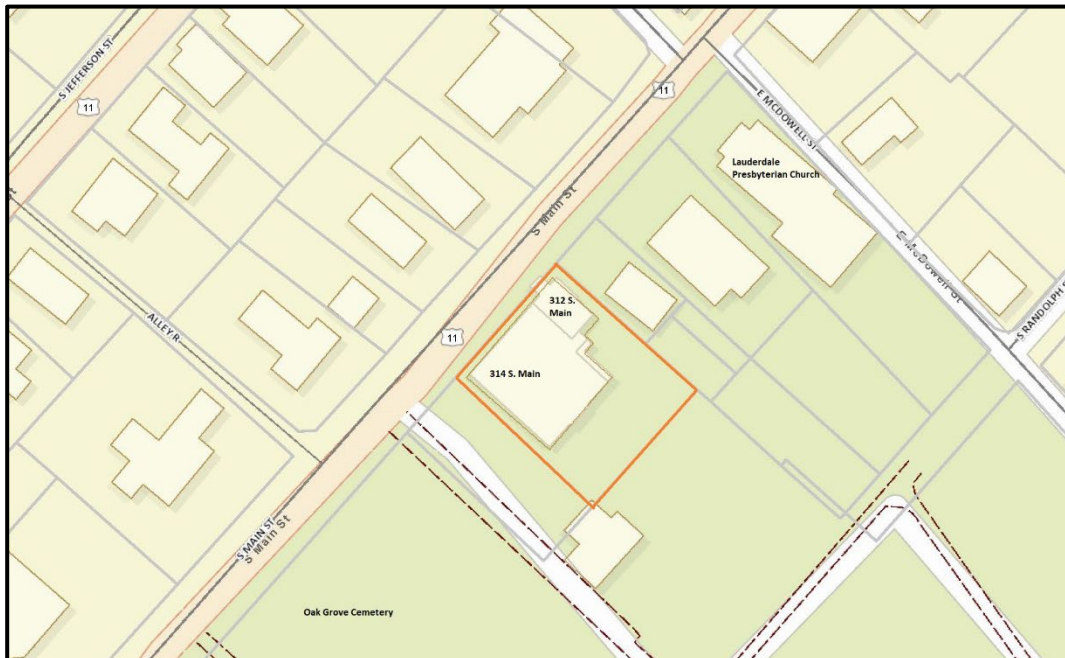 S JEFFERSON ST
11
11
E MCDOWELL ST
Lauderdale
Presbyterian Church
S Main St
E McDowell St
312 S.
Main
S RANDOLPH
ALLEY R
11
314 S. Main
S MAIN ST
S Main St
Oak Grove Cemetery